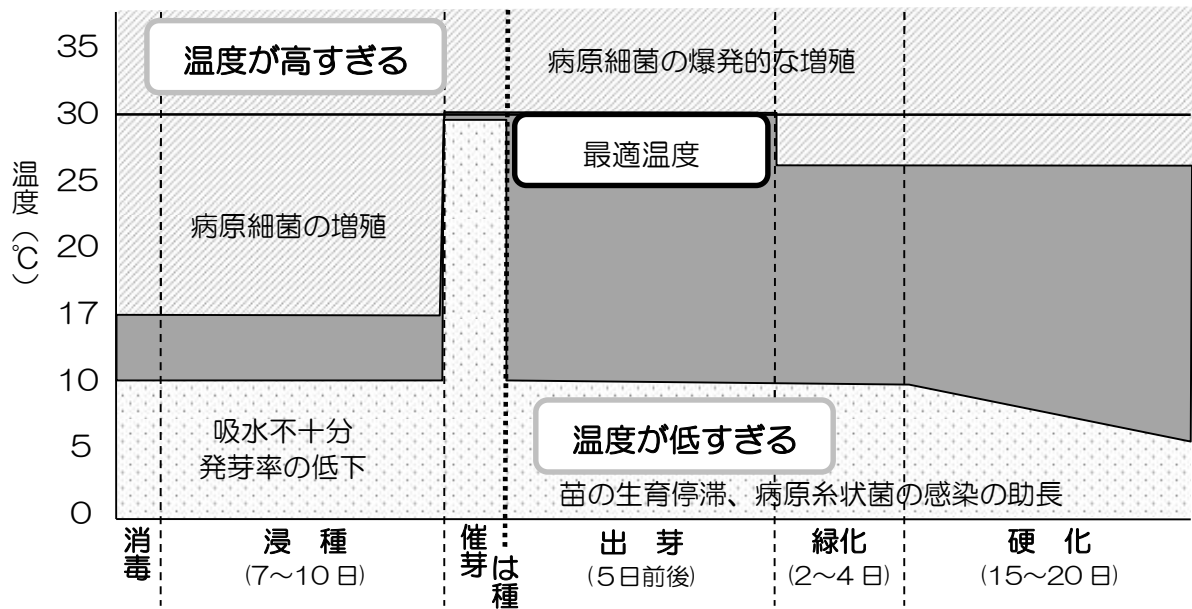 温度(℃)
35
30
25
20
17
10
5
0
温度が高すぎる
病原細菌の爆発的な増殖
最適温度
病原細菌の増殖
吸水不十分
発芽率の低下
温度が低すぎる
苗の生育停滞、病原糸状菌の感染の助長
消毒
浸 種
(7~10日)
催芽
は種
出 芽
(5日前後)
緑化
(2~4日)
硬 化
(15~20日)